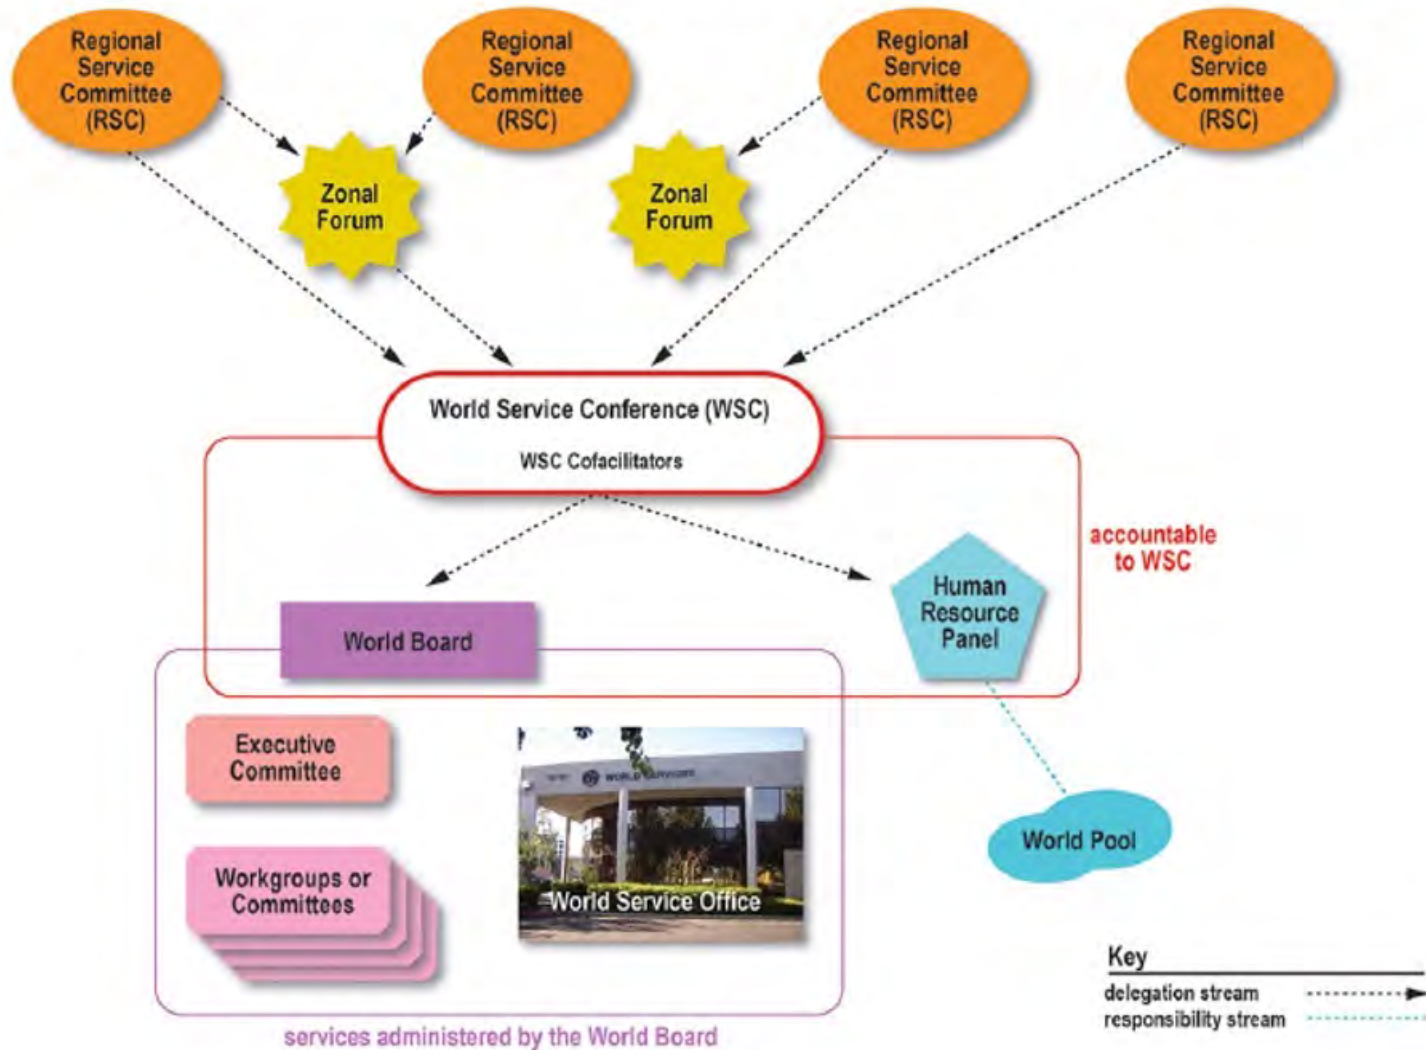 Regional
Service
Committee
(RSC)
Regional
Service
Committee
(RSC)
Regional
Service
Committee
(RSC)
Regional
Service
Committee
(RSC)
Zonal
Forum
Zonal
Forum
World Service Conference (WSC)
WSC Cofacilitators
accountable
to WSC
Human
Resource
Panel
World Board
Executive
Committee
WORLD SERVICES
World Service Office
World Pool
Workgroups or
Committees
Key
delegation stream
responsibility stream
services administered by the World Board